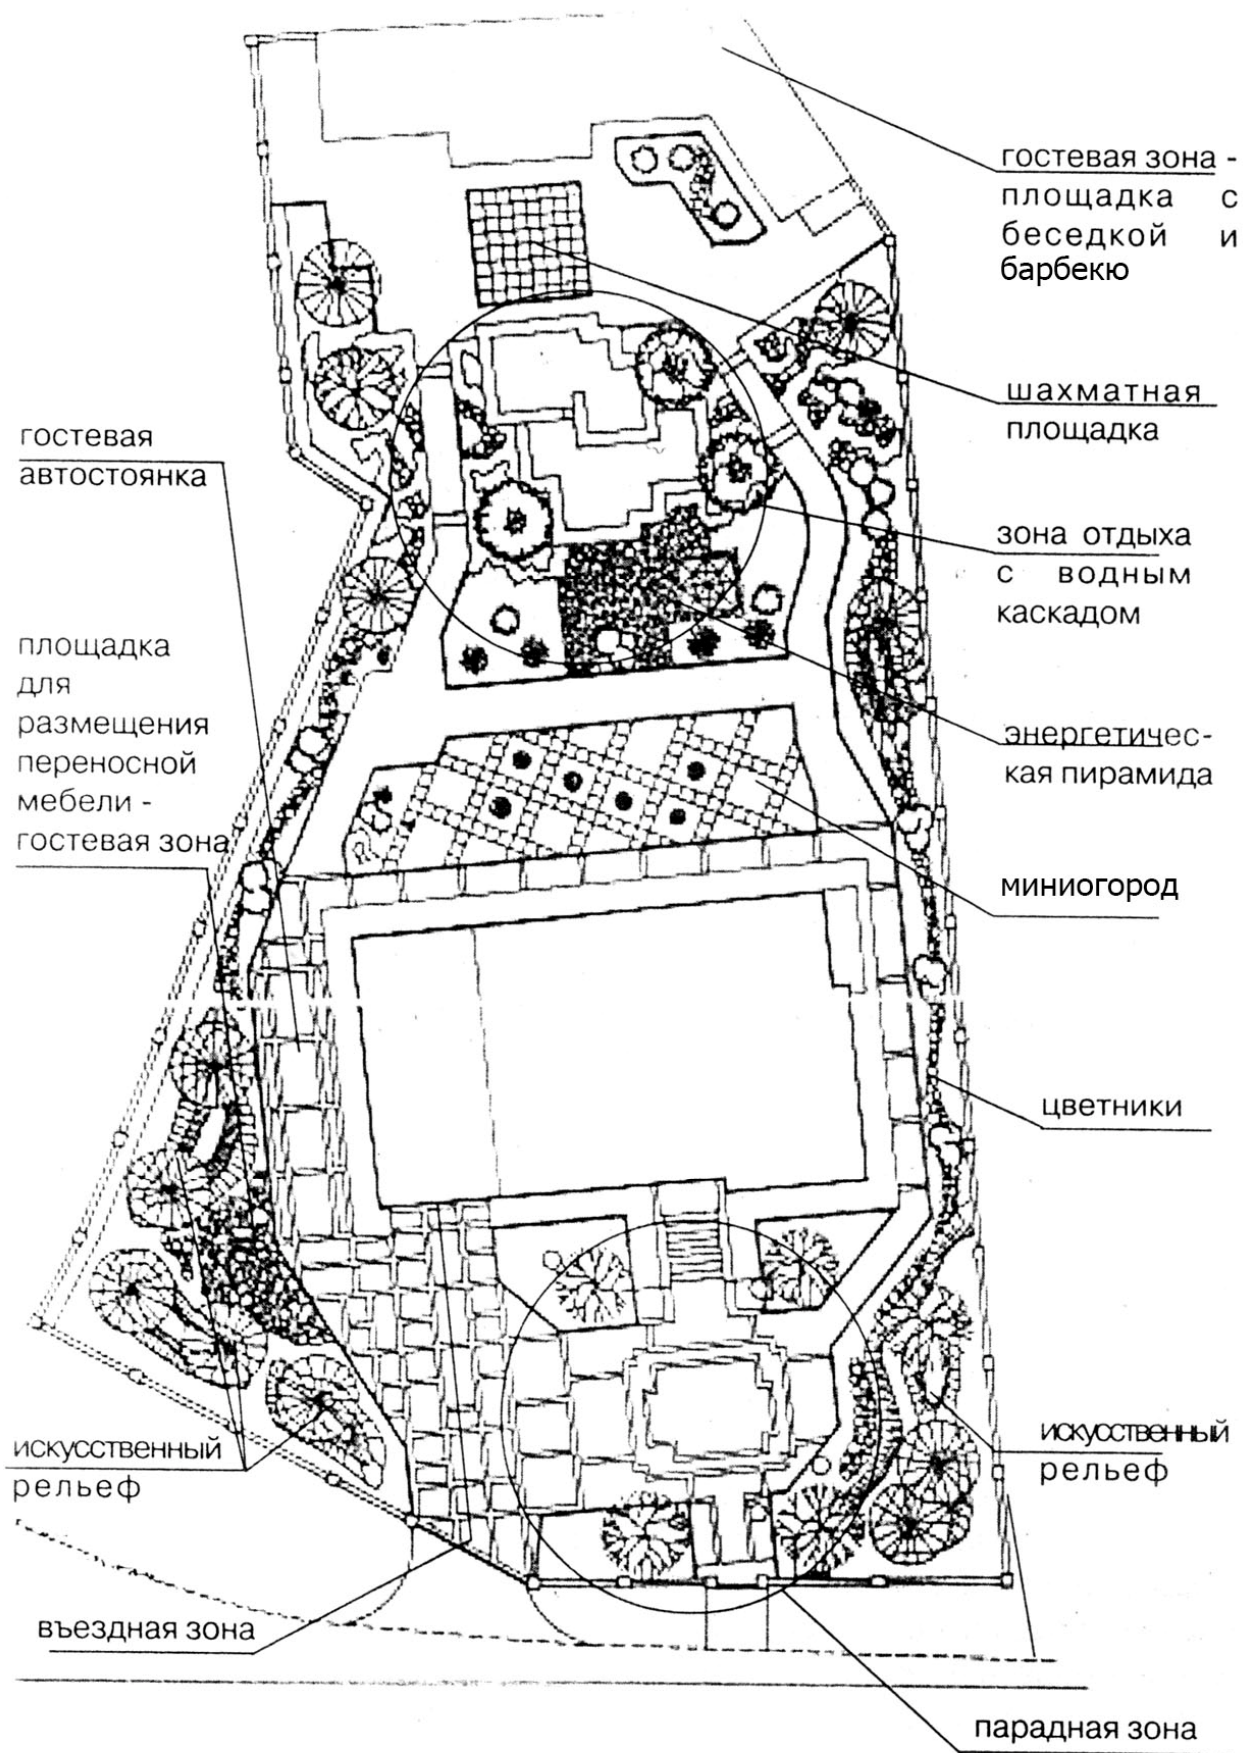 гостевая зона -
площадка с
беседкой и
барбекю
шахматная
площадка
гостевая
автостоянка
зона отдыха
с водным
каскадом
площадка
для
размещения
переносной
мебели -
гостевая зона
энергетичес-
кая пирамида
миниогород
цветники
искусственный
рельеф
искусственный
рельеф
въездная зона
парадная зона